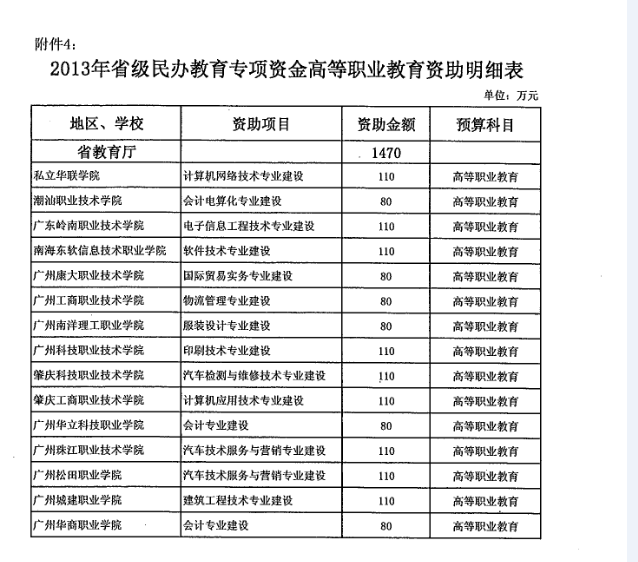 附件4：
2013年省级民办教育专项资金高等职业教育资助明细表
单位：万元
地区、学校 资助项目 资助金额 预算科目
省教育厅 1470
私立华联学院 计算机网络技术专业建设 110 高等职业教育
潮汕职业技术学院 会计电算化专业建设 80 高等职业教育
广东岭南职业技术学院 电子信息工程技术专业建设 110 高等职业教育
南海东软信息技术职业学院 软件技术专业建设 110 高等职业教育
广州康大职业技术学院 国际贸易实务专业建设 80 高等职业教育
广州工商职业技术学院 物流管理专业建设 80 高等职业教育
广州南洋理工职业学院 服装设计专业建设 80 高等职业教育
广州科技职业技术学院 印刷技术专业建设 110 高等职业教育
肇庆科技职业技术学院 汽车检测与维修技术专业建设 110 高等职业教育
肇庆工商职业技术学院 计算机应用技术专业建设 110 高等职业教育
广州华立科技职业学院 会计专业建设 80 高等职业教育
广州珠江职业技术学院 汽车技术服务与营销专业建设 110 高等职业教育
广州松田职业学院 汽车技术服务与营销专业建设 110 高等职业教育
广州城建职业学院 建筑工程技术专业建设 110 高等职业教育
广州华商职业学院 会计专业建设 80 高等职业教育